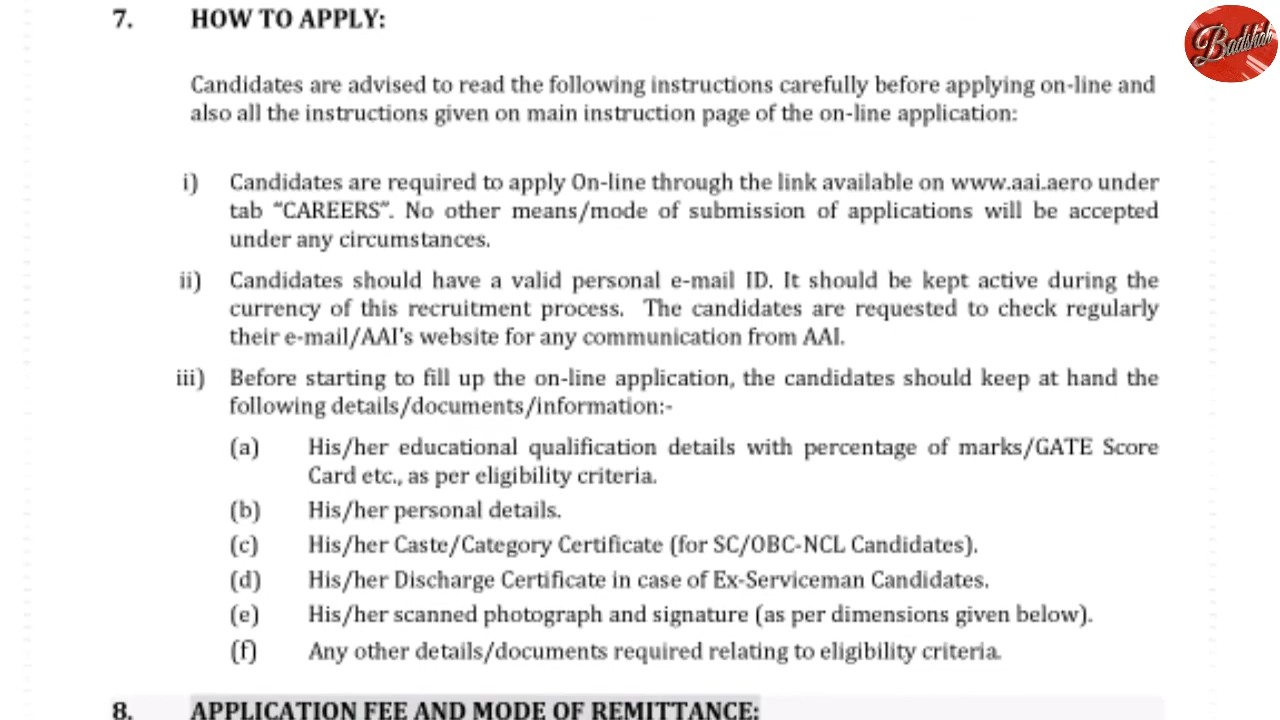 Badshah
7. HOW TO APPLY:
Candidates are advised to read the following instructions carefully before applying on-line and
also all the instructions given on main instruction page of the on-line application:
i) Candidates are required to apply On-line through the link available on www.aai.aero under
tab "CAREERS". No other means/mode of submission of applications will be accepted
under any circumstances.
ii) Candidates should have a valid personal e-mail ID. It should be kept active during the
currency of this recruitment process. The candidates are requested to check regularly
their e-mail/AAI's website for any communication from AAI.
iii) Before starting to fill up the on-line application, the candidates should keep at hand the
following details/documents/information:-
(a) His/her educational qualification details with percentage of marks/GATE Score
Card etc., as per eligibility criteria.
(b) His/her personal details.
(c) His/her Caste/Category Certificate (for SC/OBC-NCL Candidates).
(d) His/her Discharge Certificate in case of Ex-Serviceman Candidates.
(e) His/her scanned photograph and signature (as per dimensions given below).
(f) Any other details/documents required relating to eligibility criteria.
8. APPLICATION FEE AND MODE OF REMITTANCE: